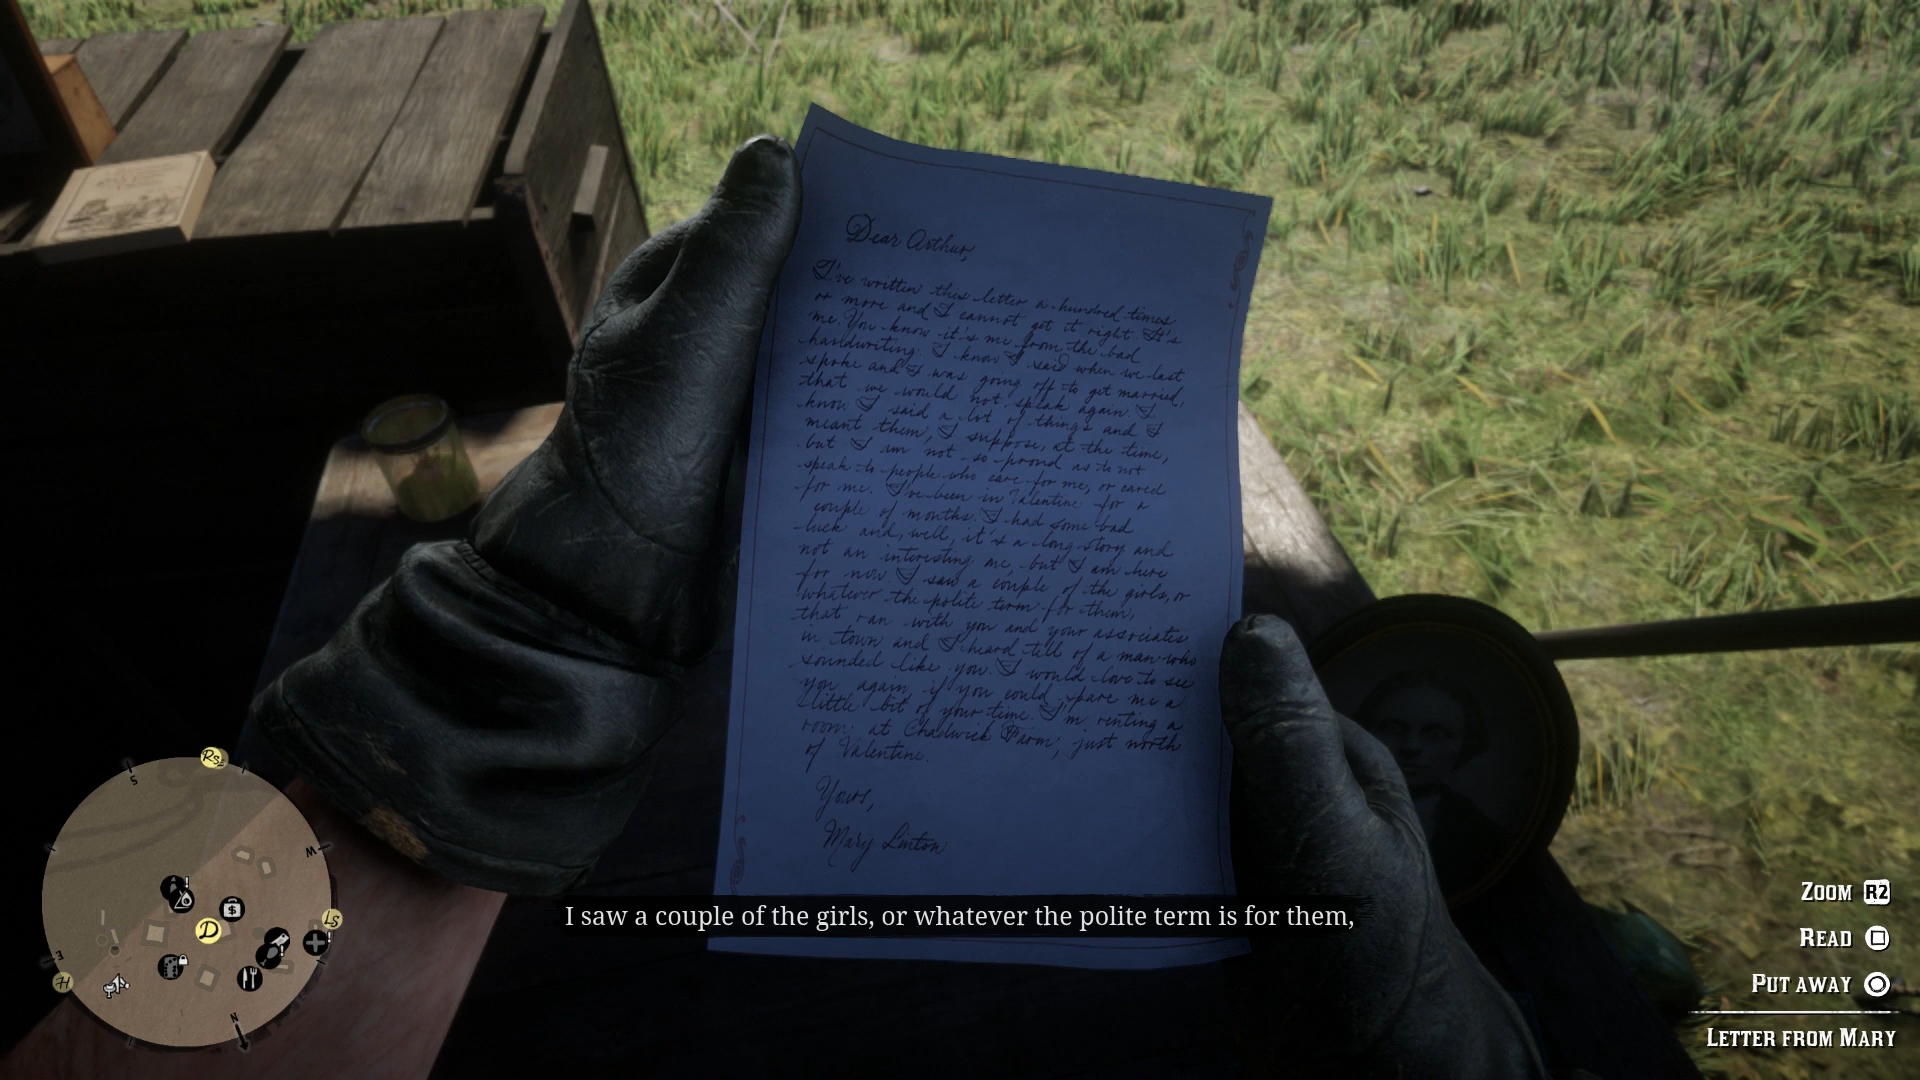 Dear Arthur,
I've written this letter a hundred times
or more and I cannot get it right. It's
me. You know it's me from the bad
handwriting. I know I said when we last
spoke and I was going off to get married,
that we would not speak again. I
know I said a lot of things and I
meant them, I suppose, at the time,
but I am not so proud as to not
speak to people who care for me, or cared
for me. I've been in Valentine for a
couple of months. I had some bad
luck and, well, it's a long story and
not an interesting one, but I am here
for now. I saw a couple of the girls, or
whatever the polite term for them,
that ran with you and your associates
in town and I heard tell of a man who
sounded like you. I would love to see
you again, if you could spare me a
little bit of your time. I'm renting a
room at Chadwick Farm, just north
of Valentine.
Yours,
Mary Linton
I saw a couple of the girls, or whatever the polite term is for them,
RS
S
W
$
D
LS
E
H
N
ZOOM R2
READ
PUT AWAY
LETTER FROM MARY